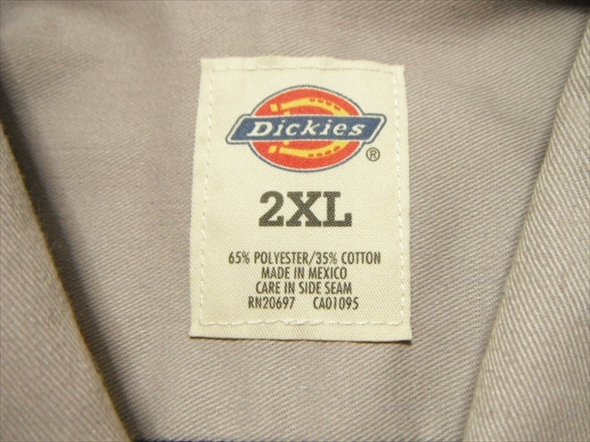 Dickies
®
2XL
65% POLYESTER/35% COTTON
MADE IN MEXICO
CARE IN SIDE SEAM
RN20697 CA01095